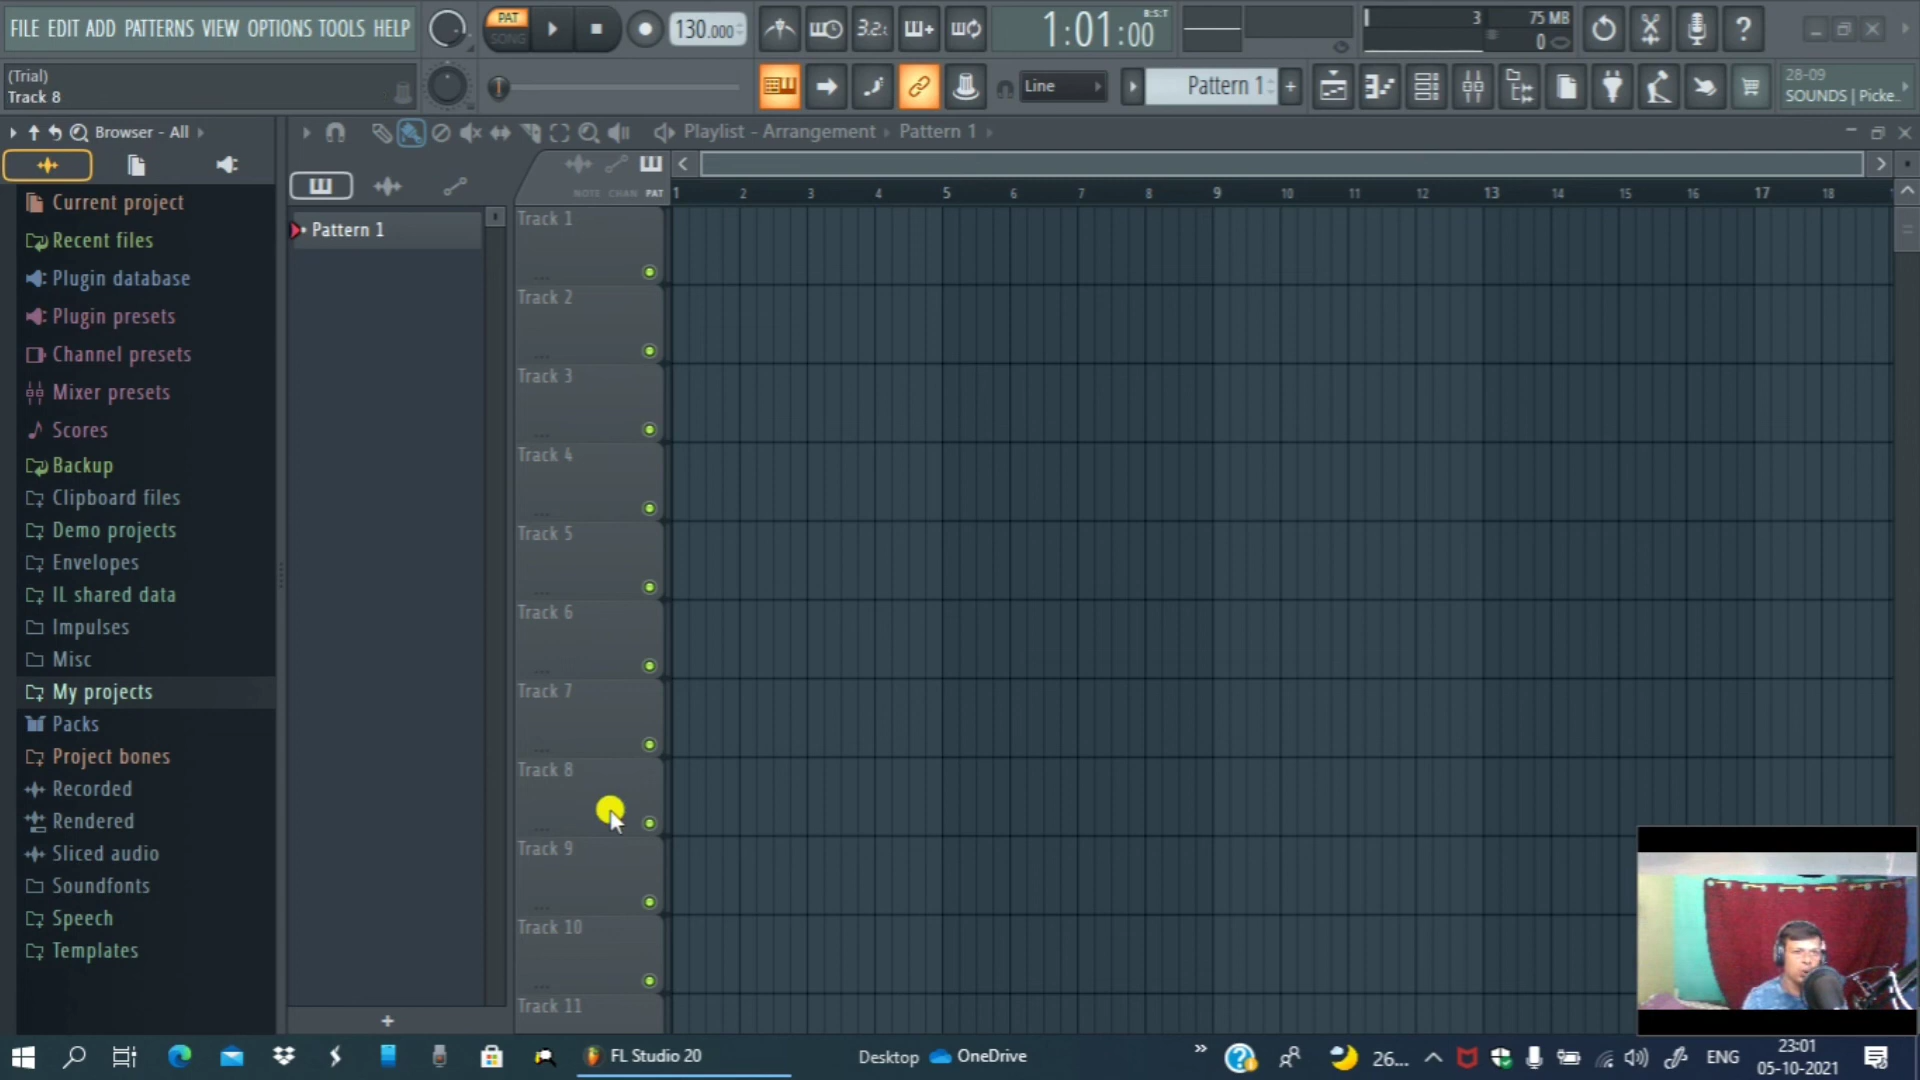 FILE EDIT ADD PATTERNS VIEW OPTIONS TOOLS HELP
PAT
SONG
130.000
3.2.
1:01:00
B:S:T
3
75 MB
0
(Trial)
Track 8
Line
Pattern 1
+
28-09
SOUNDS | Picke..
Browser - All
Playlist - Arrangement
Pattern 1
NOTE CHAN PAT
1 2 3 4 5 6 7 8 9 10 11 12 13 14 15 16 17 18
Current project
Recent files
Plugin database
Plugin presets
Channel presets
Mixer presets
Scores
Backup
Clipboard files
Demo projects
Envelopes
IL shared data
Impulses
Misc
My projects
Packs
Project bones
Recorded
Rendered
Sliced audio
Soundfonts
Speech
Templates
Pattern 1
+
Track 1
Track 2
Track 3
Track 4
Track 5
Track 6
Track 7
Track 8
Track 9
Track 10
Track 11
FL Studio 20
Desktop
OneDrive
26...
ENG
23:01
05-10-2021